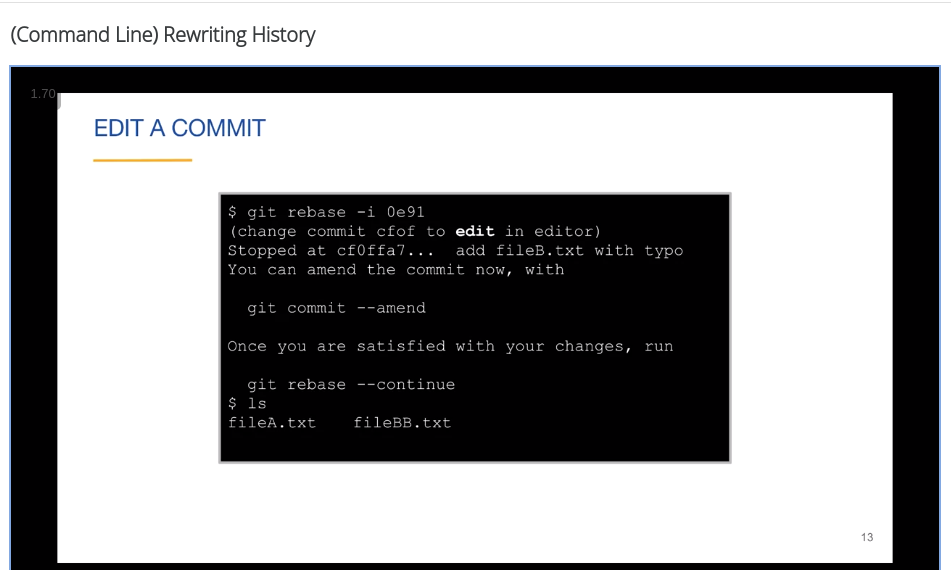 (Command Line) Rewriting History
1.70
EDIT A COMMIT
$ git rebase -i 0e91
(change commit cfof to edit in editor)
Stopped at cf0ffa7... add fileB.txt with typo
You can amend the commit now, with
git commit --amend
Once you are satisfied with your changes, run
git rebase --continue
$ ls
fileA.txt fileBB.txt
13